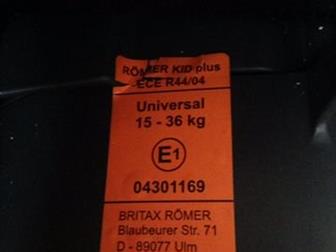 RÖMER KID plus
ECE R44/04
Universal
15 - 36 kg
E1
04301169
BRITAX RÖMER
Blaubeurer Str. 71
D - 89077 Ulm